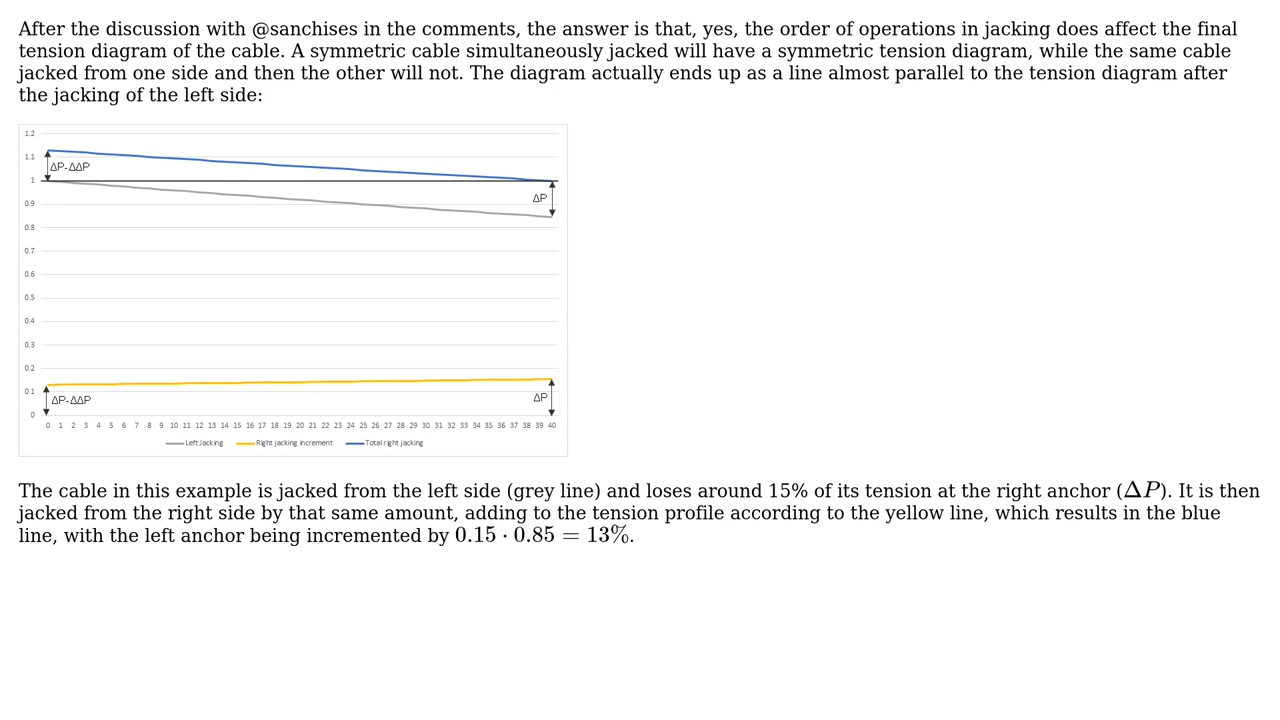 After the discussion with @sanchises in the comments, the answer is that, yes, the order of operations in jacking does affect the final
tension diagram of the cable. A symmetric cable simultaneously jacked will have a symmetric tension diagram, while the same cable
jacked from one side and then the other will not. The diagram actually ends up as a line almost parallel to the tension diagram after
the jacking of the left side:
1.2
1.1
ΔP-ΔΔP
1
ΔP
0.9
0.8
0.7
0.6
0.5
0.4
0.3
0.2
0.1
ΔP-ΔΔP
ΔP
0
0 1 2 3 4 5 6 7 8 9 10 11 12 13 14 15 16 17 18 19 20 21 22 23 24 25 26 27 28 29 30 31 32 33 34 35 36 37 38 39 40
Left Jacking Right jacking increment Total right jacking
The cable in this example is jacked from the left side (grey line) and loses around 15% of its tension at the right anchor (ΔP). It is then
jacked from the right side by that same amount, adding to the tension profile according to the yellow line, which results in the blue
line, with the left anchor being incremented by 0.15 · 0.85 = 13%.